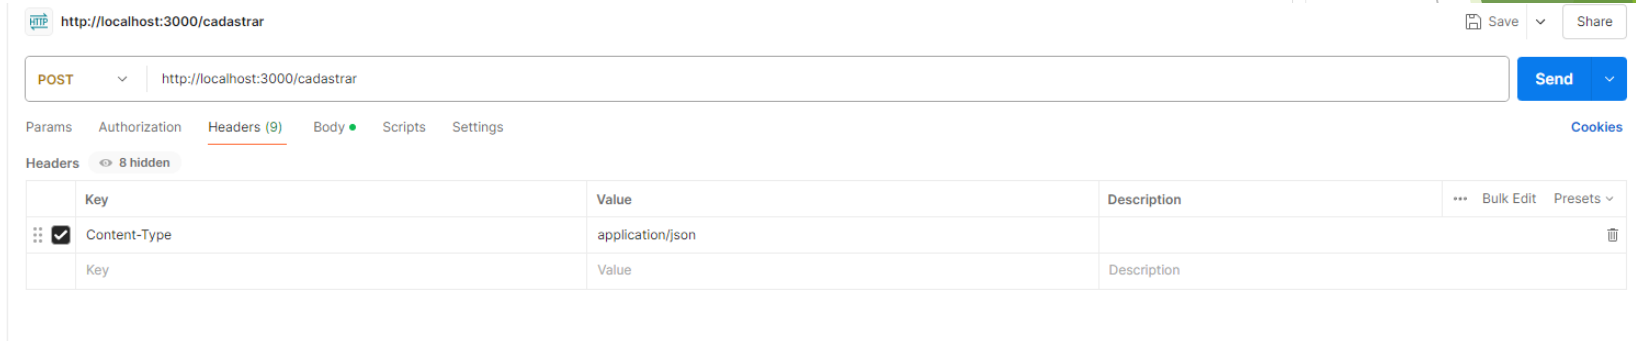 HTTP http://localhost:3000/cadastrar Save Share
POST http://localhost:3000/cadastrar Send
Params Authorization Headers (9) Body Scripts Settings Cookies
Headers 8 hidden
Key Value Description ••• Bulk Edit Presets
Content-Type application/json
Key Value Description